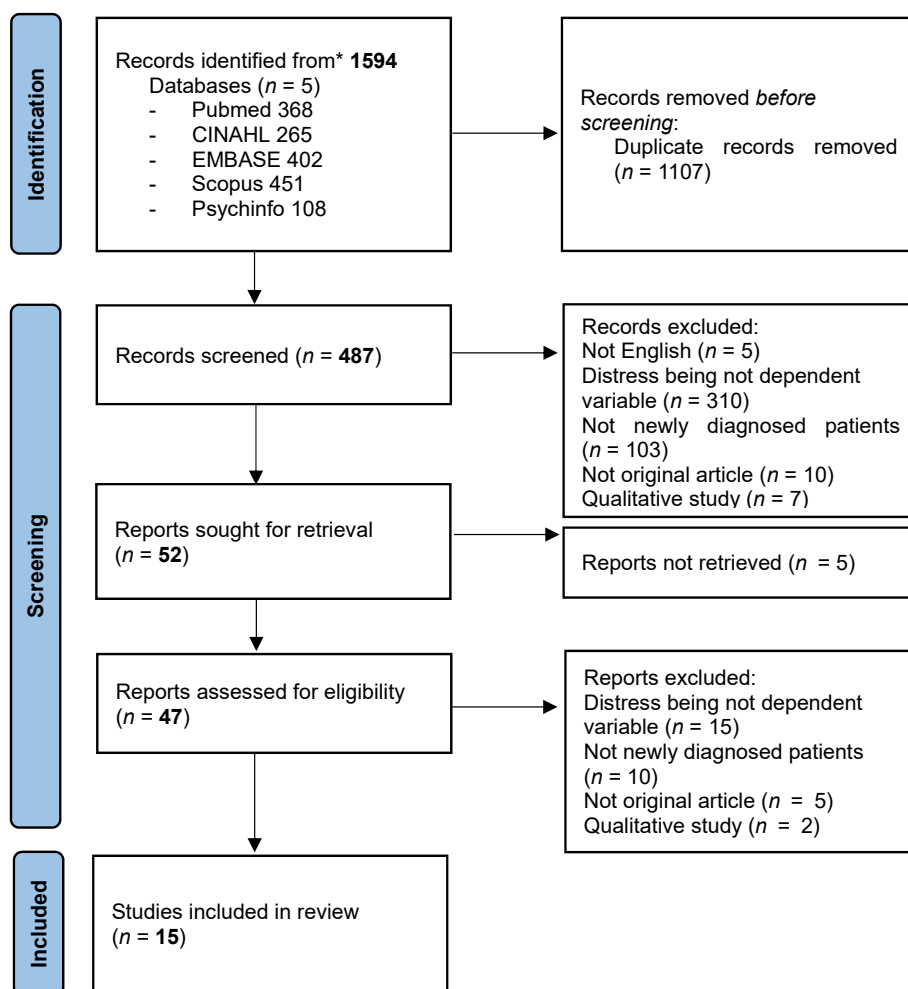 Identification
Records identified from* 1594
Databases (n = 5)
- Pubmed 368
- CINAHL 265
- EMBASE 402
- Scopus 451
- Psychinfo 108
Records removed before
screening:
Duplicate records removed
(n = 1107)
Screening
Records screened (n = 487)
Records excluded:
Not English (n = 5)
Distress being not dependent
variable (n = 310)
Not newly diagnosed patients
(n = 103)
Not original article (n = 10)
Qualitative study (n = 7)
Reports sought for retrieval
(n = 52)
Reports not retrieved (n = 5)
Reports assessed for eligibility
(n = 47)
Reports excluded:
Distress being not dependent
variable (n = 15)
Not newly diagnosed patients
(n = 10)
Not original article (n = 5)
Qualitative study (n = 2)
Included
Studies included in review
(n = 15)